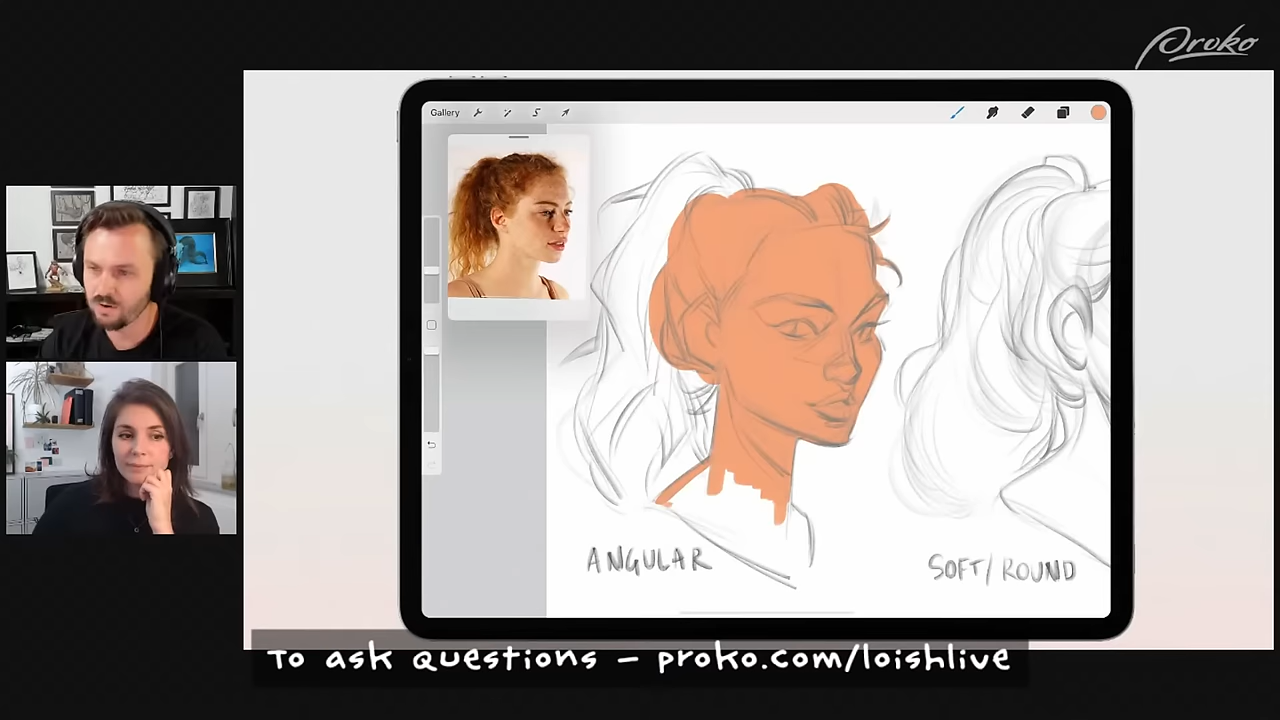 Proko
Gallery
ANGULAR
SOFT/ROUND
To ask questions – proko.com/loishlive